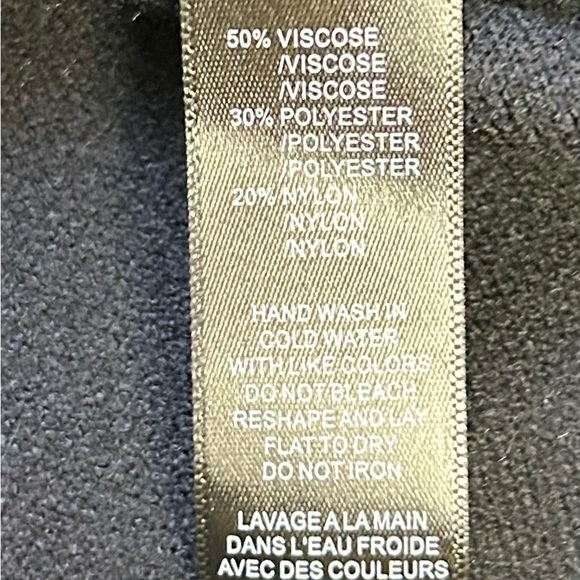 50% VISCOSE
/VISCOSE
/VISCOSE
30% POLYESTER
/POLYESTER
/POLYESTER
20% NYLON
/NYLON
/NYLON
HAND WASH IN
COLD WATER
WITH LIKE COLORS
DO NOT BLEACH
RESHAPE AND LAY
FLAT TO DRY
DO NOT IRON
LAVAGE A LA MAIN
DANS L'EAU FROIDE
AVEC DES COULEURS